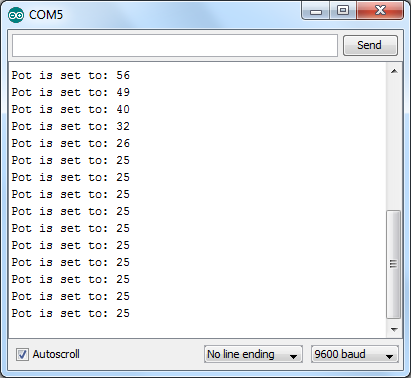 COM5
Send
Pot is set to: 56
Pot is set to: 49
Pot is set to: 40
Pot is set to: 32
Pot is set to: 26
Pot is set to: 25
Pot is set to: 25
Pot is set to: 25
Pot is set to: 25
Pot is set to: 25
Pot is set to: 25
Pot is set to: 25
Pot is set to: 25
Pot is set to: 25
Pot is set to: 25
Autoscroll
No line ending
9600 baud